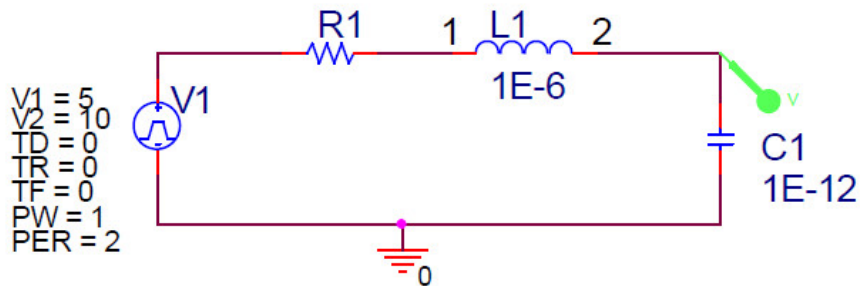 R1
1 L1 2
1E-6
V1
V1 = 5
V2 = 10
TD = 0
TR = 0
TF = 0
PW = 1
PER = 2
V
C1
1E-12
0